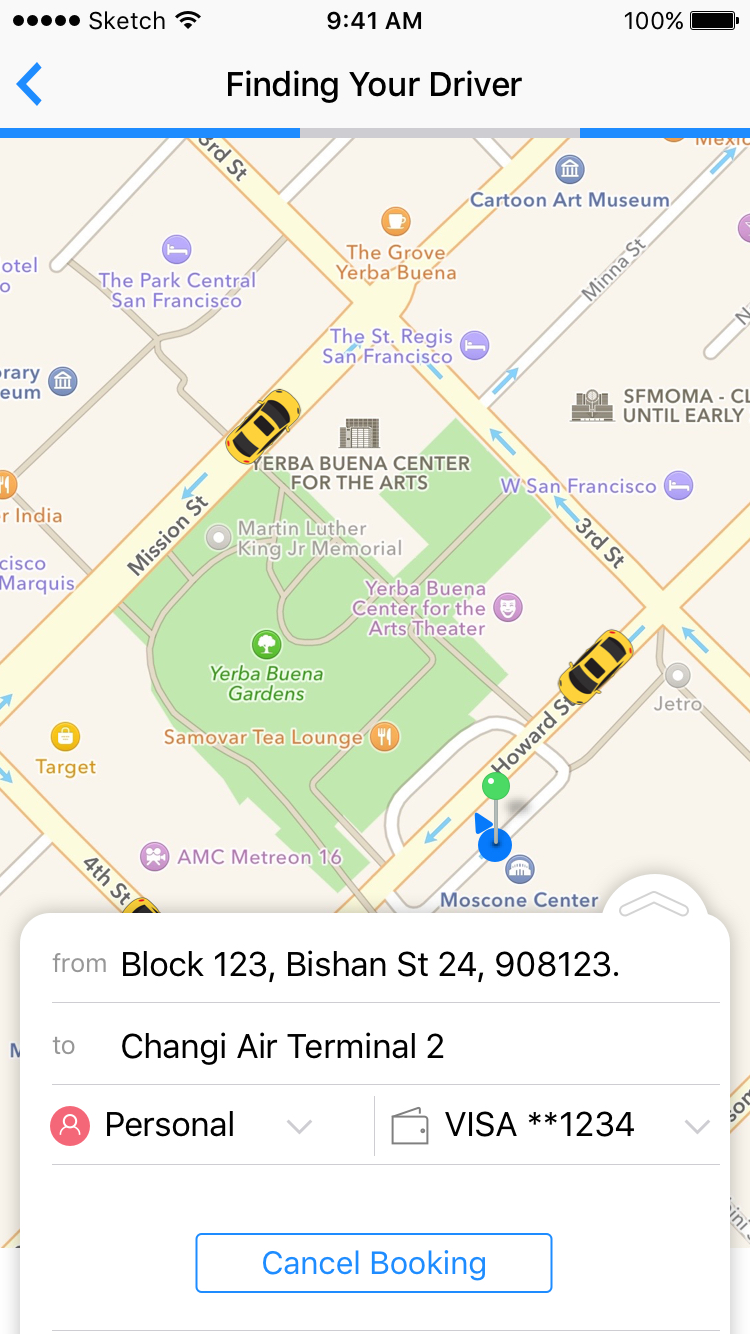 Sketch 9:41 AM 100%
Finding Your Driver
3rd St
Cartoon Art Museum
The Grove
Yerba Buena
Minna St
otel
o
The Park Central
San Francisco
The St. Regis
San Francisco
rary
eum
SFMOMA - CL
UNTIL EARLY
YERBA BUENA CENTER
FOR THE ARTS
W San Francisco
r India
Mission St
Martin Luther
King Jr Memorial
3rd St
cisco
Marquis
Yerba Buena
Center for the
Arts Theater
Yerba Buena
Gardens
Jetro
Howard St
Samovar Tea Lounge
Target
AMC Metreon 16
4th St
Moscone Center
from Block 123, Bishan St 24, 908123.
to Changi Air Terminal 2
Personal VISA **1234
Cancel Booking